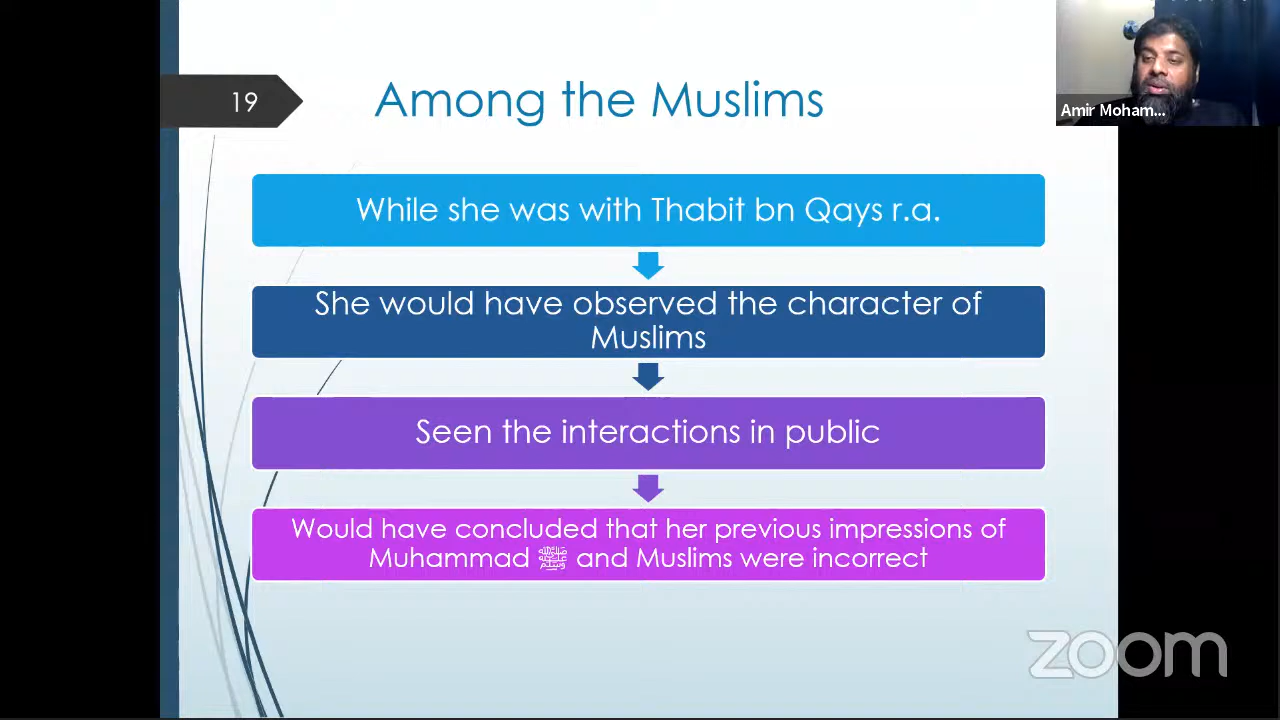 19
Among the Muslims
Amir Moham...
While she was with Thabit bn Qays r.a.
She would have observed the character of
Muslims
Seen the interactions in public
Would have concluded that her previous impressions of
Muhammad ﷺ and Muslims were incorrect
zoom